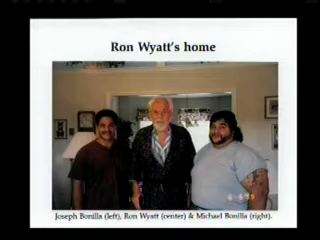 Ron Wyatt's home
Joseph Bonilla (left), Ron Wyatt (center) & Michael Bonilla (right).